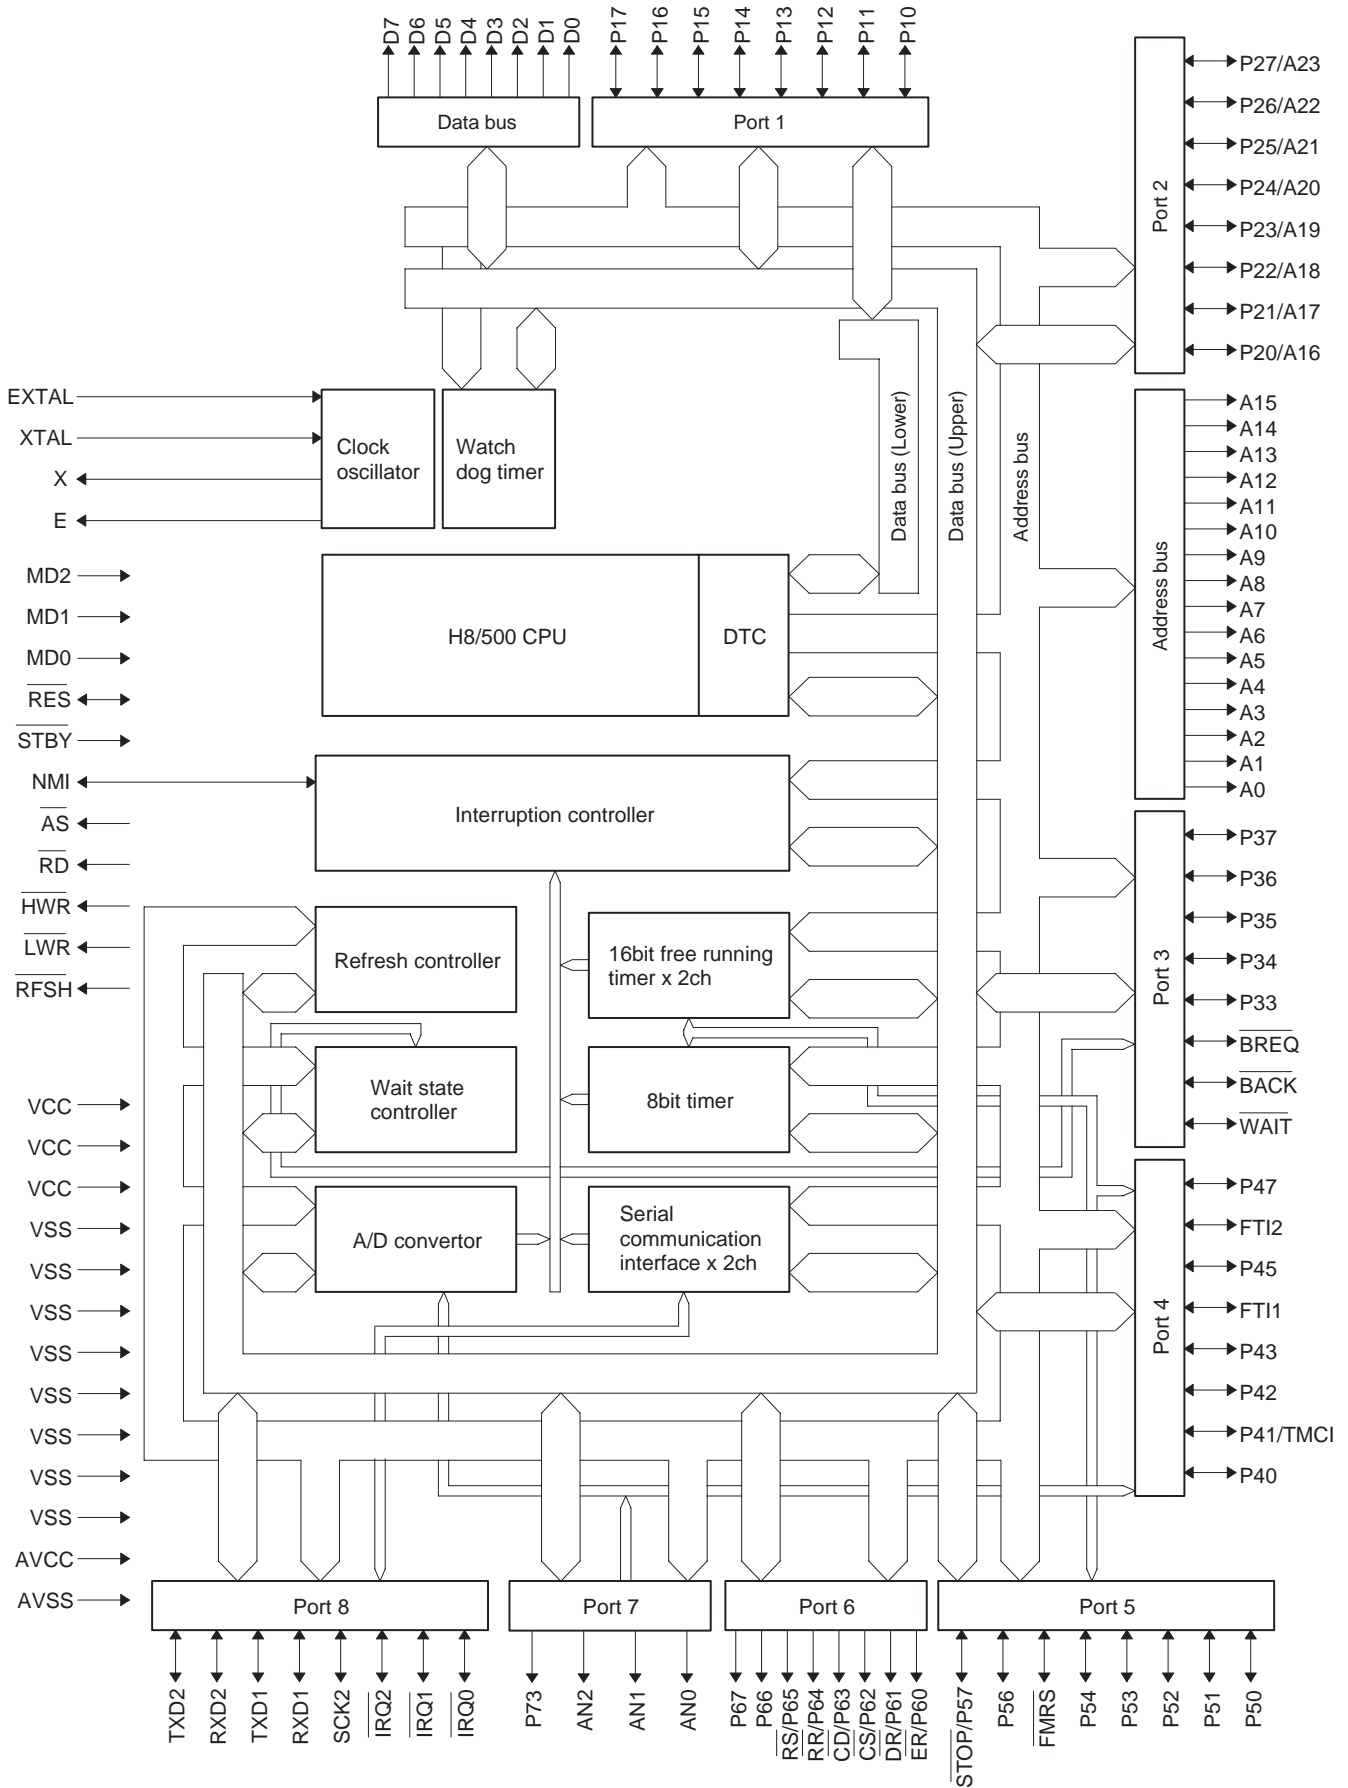 D7
D6
D5
D4
D3
D2
D1
D0
P17
P16
P15
P14
P13
P12
P11
P10
Data bus
Port 1
Port 2
P27/A23
P26/A22
P25/A21
P24/A20
P23/A19
P22/A18
P21/A17
P20/A16
EXTAL
XTAL
X
E
Clock
oscillator
Watch
dog timer
Data bus (Lower)
Data bus (Upper)
Address bus
Address bus
A15
A14
A13
A12
A11
A10
A9
A8
A7
A6
A5
A4
A3
A2
A1
A0
MD2
MD1
MD0
RES
STBY
NMI
AS
RD
HWR
LWR
RFSH
H8/500 CPU
DTC
Interruption controller
Refresh controller
16bit free running
timer x 2ch
Wait state
controller
8bit timer
A/D convertor
Serial
communication
interface x 2ch
Port 3
P37
P36
P35
P34
P33
BREQ
BACK
WAIT
VCC
VCC
VCC
VSS
VSS
VSS
VSS
VSS
VSS
VSS
VSS
AVCC
AVSS
Port 4
P47
FTI2
P45
FTI1
P43
P42
P41/TMCI
P40
Port 8
Port 7
Port 6
Port 5
TXD2
RXD2
TXD1
RXD1
SCK2
IRQ2
IRQ1
IRQ0
P73
AN2
AN1
AN0
P67
P66
RS/P65
RR/P64
CD/P63
CS/P62
DR/P61
ER/P60
STOP/P57
P56
FMRS
P54
P53
P52
P51
P50